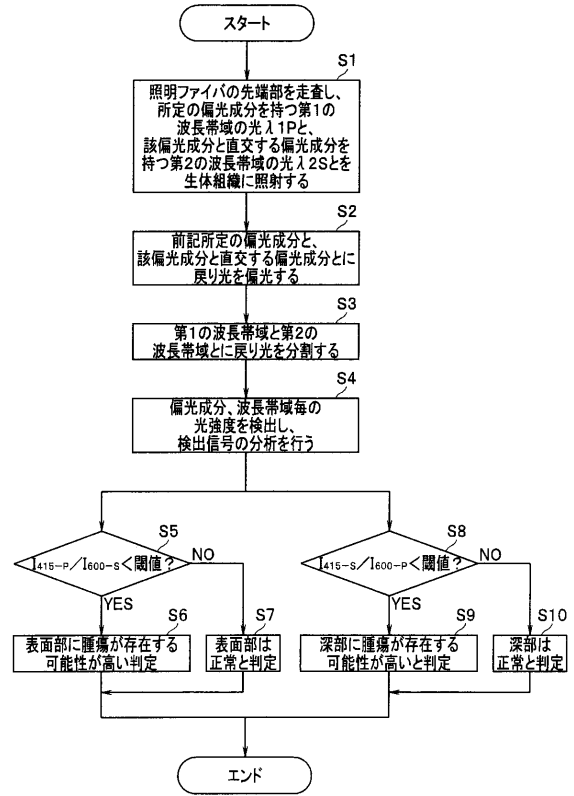 スタート
S1
照明ファイバの先端部を走査し、
所定の偏光成分を持つ第1の
波長帯域の光λ1Pと、
該偏光成分と直交する偏光成分を
持つ第2の波長帯域の光λ2Sとを
生体組織に照射する
S2
前記所定の偏光成分と、
該偏光成分と直交する偏光成分とに
戻り光を偏光する
S3
第1の波長帯域と第2の
波長帯域とに戻り光を分割する
S4
偏光成分、波長帯域毎の
光強度を検出し、
検出信号の分析を行う
S5
I415-P/I600-S<閾値?
NO
YES
S8
I415-S/I600-P<閾値?
NO
YES
S6
表面部に腫瘍が存在する
可能性が高い判定
S7
表面部は
正常と判定
S9
深部に腫瘍が存在する
可能性が高いと判定
S10
深部は
正常と判定
エンド